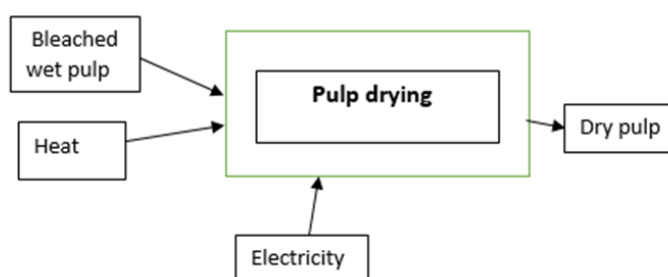 Bleached
wet pulp
Pulp drying
Heat
Dry pulp
Electricity